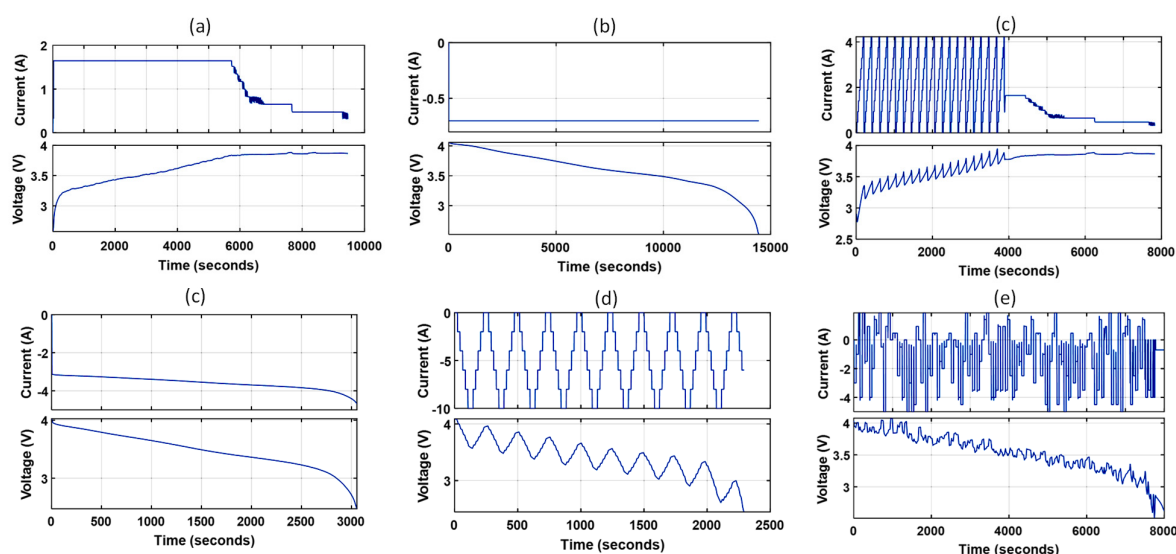 (a)
2
1
0
Current (A)
4
3.5
3
Voltage (V)
0 2000 4000 6000 8000 10000
Time (seconds)
(b)
0
-0.5
Current (A)
4
3.5
3
Voltage (V)
0 5000 10000 15000
Time (seconds)
(c)
4
2
0
Current (A)
4
3.5
3
2.5
Voltage (V)
0 2000 4000 6000 8000
Time (seconds)
(c)
0
-2
-4
Current (A)
4
3
Voltage (V)
0 500 1000 1500 2000 2500 3000
Time (seconds)
(d)
0
-5
-10
Current (A)
4
3
Voltage (V)
0 500 1000 1500 2000 2500
Time (seconds)
(e)
0
-2
-4
Current (A)
4
3.5
3
Voltage (V)
0 2000 4000 6000 8000
Time (seconds)